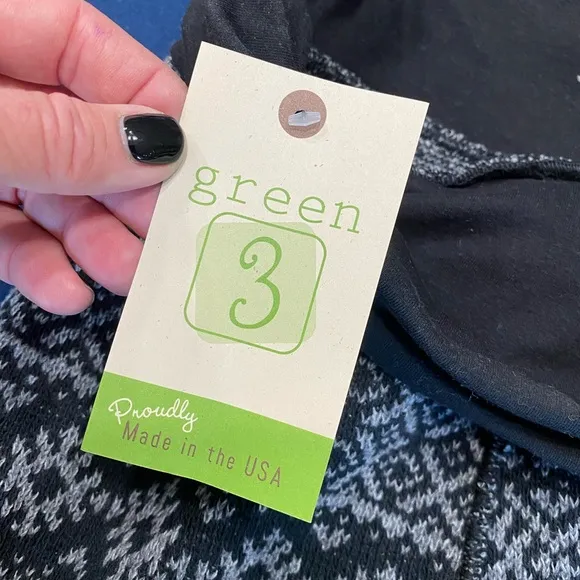 green
3
Proudly
Made in the USA